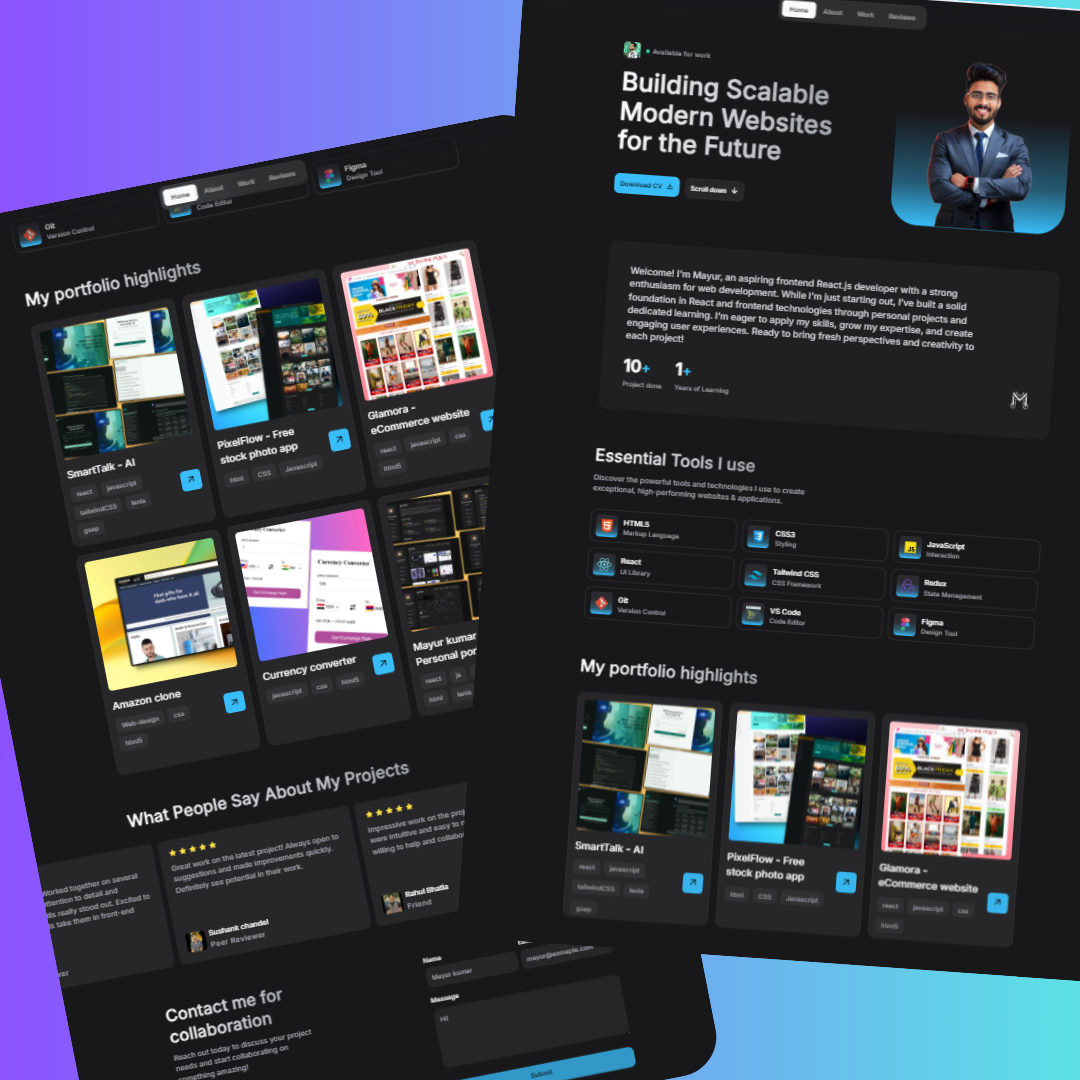 Home About Work Reviews
Available for work
Building Scalable
Modern Websites
for the Future
Download CV
Scroll down
Welcome! I'm Mayur, an aspiring frontend React.js developer with a strong
enthusiasm for web development. While I'm just starting out, I've built a solid
foundation in React and frontend technologies through personal projects and
dedicated learning. I'm eager to apply my skills, grow my expertise, and create
engaging user experiences. Ready to bring fresh perspectives and creativity to
each project!
10+ 1+
Project done Years of Learning
Essential Tools I use
Discover the powerful tools and technologies I use to create
exceptional, high-performing websites & applications.
HTML5
Markup Language
CSS3
Styling
JavaScript
Interaction
React
UI Library
Tailwind CSS
CSS Framework
Redux
State Management
Git
Version Control
VS Code
Code Editor
Figma
Design Tool
My portfolio highlights
SmartTalk - AI
react javascript
tailwindCSS lenis
gsap
PixelFlow - Free
stock photo app
html CSS Javascript
Glamora -
eCommerce website
react javascript css
html5
Home About Work Reviews
Git
Version Control
Code Editor
Figma
Design Tool
My portfolio highlights
SmartTalk - AI
react javascript
tailwindCSS lenis
gsap
PixelFlow - Free
stock photo app
html CSS Javascript
BLACK FRIDAY
Glamora -
eCommerce website
react javascript css
html5
Amazon clone
Web-design css
html5
Currency Converter
Get Exchange Rate
Currency converter
javascript css html5
Mayur kumar
Personal por
react js
html lenis
What People Say About My Projects
Worked together on several
attention to detail and
lls really stood out. Excited to
s take them in front-end
wer
Great work on the latest project! Always open to
suggestions and made improvements quickly.
Definitely see potential in their work.
Sushank chandel
Peer Reviewer
Impressive work on the proj
were intuitive and easy to
willing to help and collabo
Rahul Bhatia
Friend
Contact me for
collaboration
Reach out today to discuss your project
needs and start collaborating on
something amazing!
Name
Mayur kumar
Message
Hi!
Submit